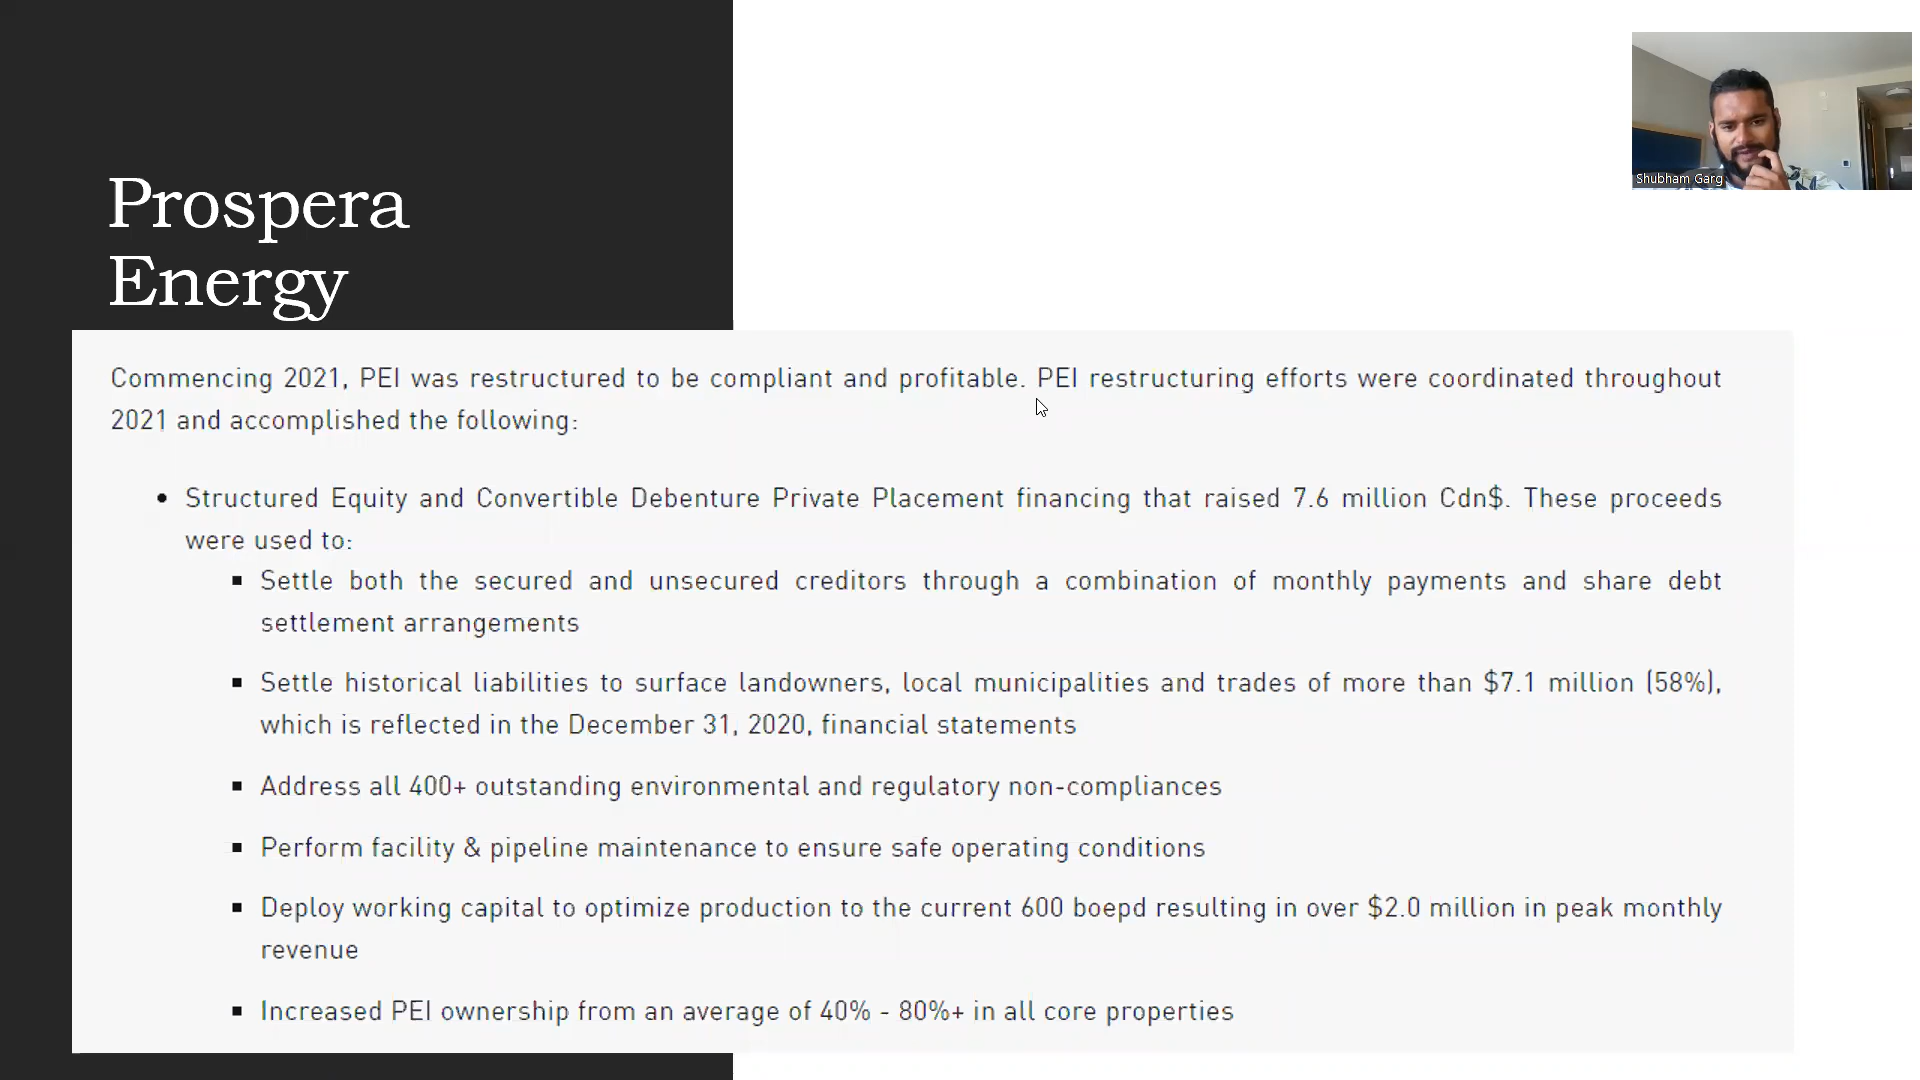 Prospera
Energy
Shubham Garg
Commencing 2021, PEI was restructured to be compliant and profitable. PEI restructuring efforts were coordinated throughout
2021 and accomplished the following:
• Structured Equity and Convertible Debenture Private Placement financing that raised 7.6 million Cdn$. These proceeds
were used to:
▪ Settle both the secured and unsecured creditors through a combination of monthly payments and share debt
settlement arrangements
▪ Settle historical liabilities to surface landowners, local municipalities and trades of more than $7.1 million (58%),
which is reflected in the December 31, 2020, financial statements
▪ Address all 400+ outstanding environmental and regulatory non-compliances
▪ Perform facility & pipeline maintenance to ensure safe operating conditions
▪ Deploy working capital to optimize production to the current 600 boepd resulting in over $2.0 million in peak monthly
revenue
▪ Increased PEI ownership from an average of 40% - 80%+ in all core properties